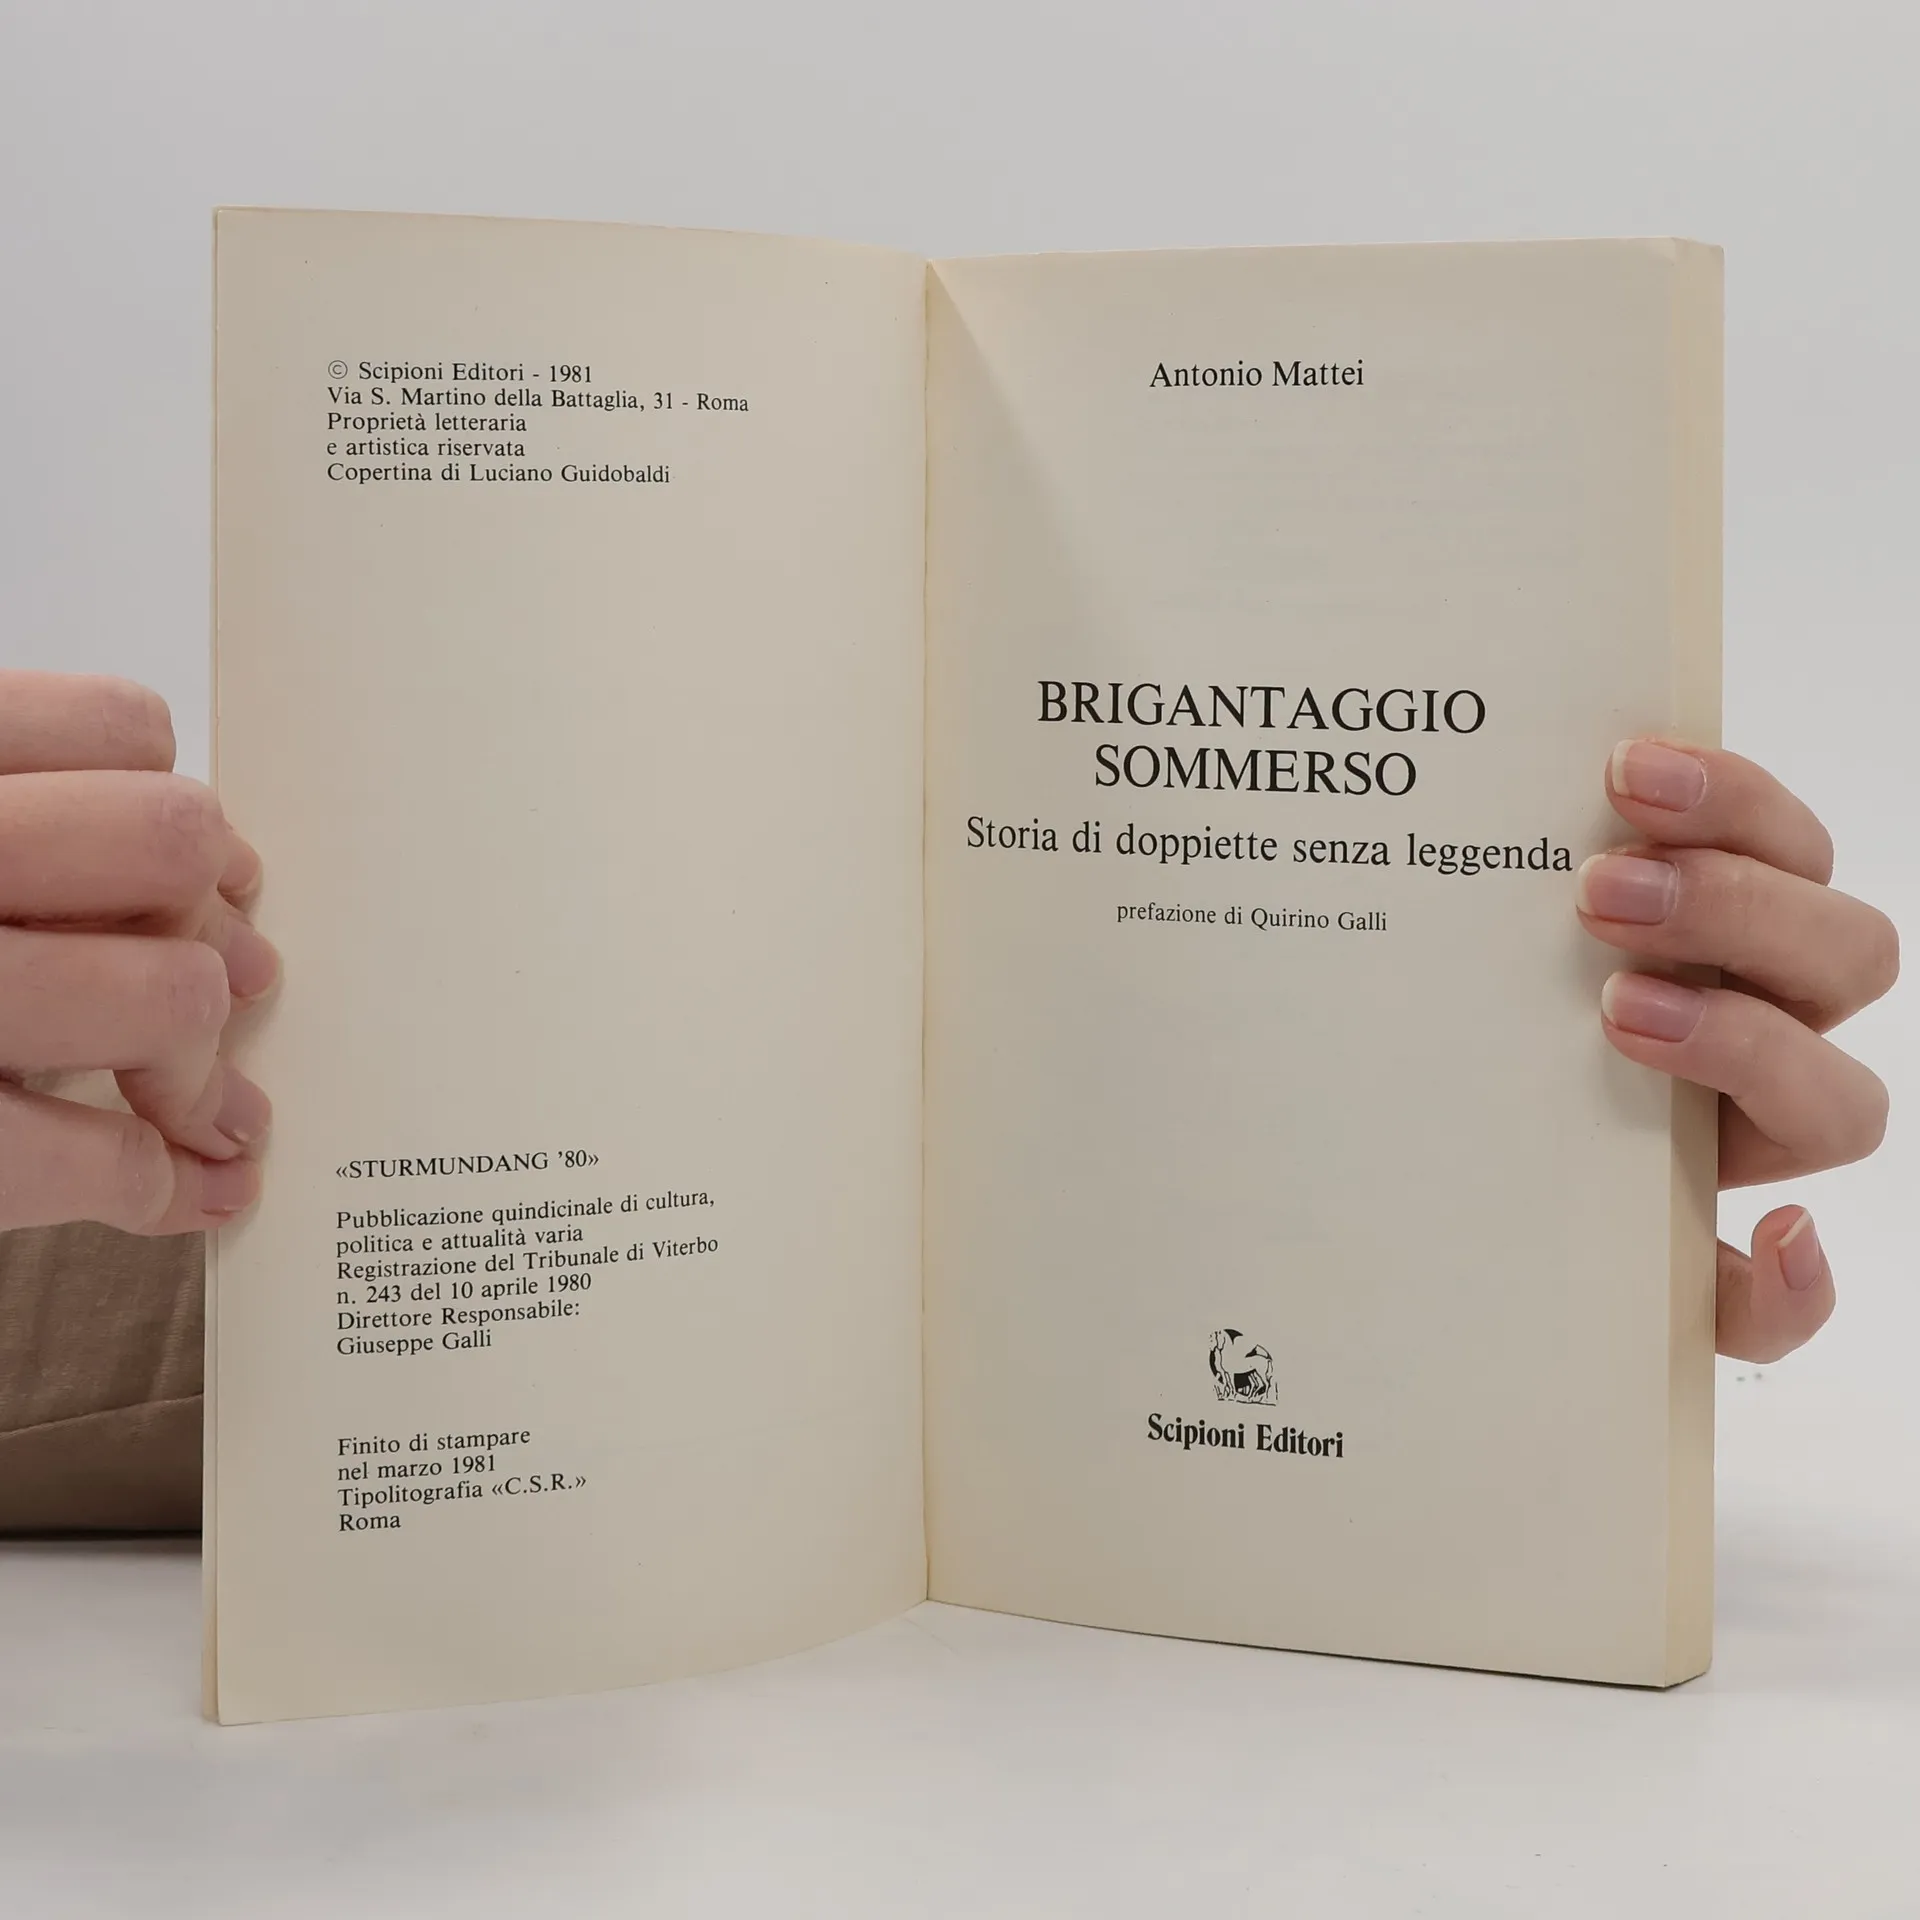 © Scipioni Editori - 1981
Via S. Martino della Battaglia, 31 - Roma
Proprietà letteraria
e artistica riservata
Copertina di Luciano Guidobaldi
«STURMUNDANG ’80»
Pubblicazione quindicinale di cultura,
politica e attualità varia
Registrazione del Tribunale di Viterbo
n. 243 del 10 aprile 1980
Direttore Responsabile:
Giuseppe Galli
Finito di stampare
nel marzo 1981
Tipolitografia «C.S.R.»
Roma
Antonio Mattei
BRIGANTAGGIO
SOMMERSO
Storia di doppiette senza leggenda
prefazione di Quirino Galli
Scipioni Editori